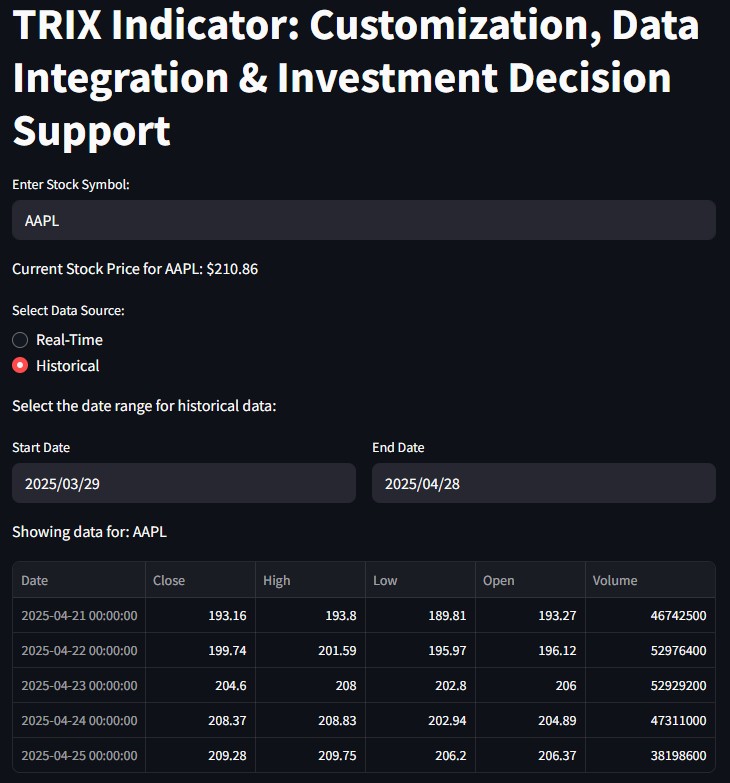 TRIX Indicator: Customization, Data
Integration & Investment Decision
Support
Enter Stock Symbol:
AAPL
Current Stock Price for AAPL: $210.86
Select Data Source:
Real-Time
Historical
Select the date range for historical data:
Start Date End Date
2025/03/29 2025/04/28
Showing data for: AAPL
Date Close High Low Open Volume
2025-04-21 00:00:00 193.16 193.8 189.81 193.27 46742500
2025-04-22 00:00:00 199.74 201.59 195.97 196.12 52976400
2025-04-23 00:00:00 204.6 208 202.8 206 52929200
2025-04-24 00:00:00 208.37 208.83 202.94 204.89 47311000
2025-04-25 00:00:00 209.28 209.75 206.2 206.37 38198600